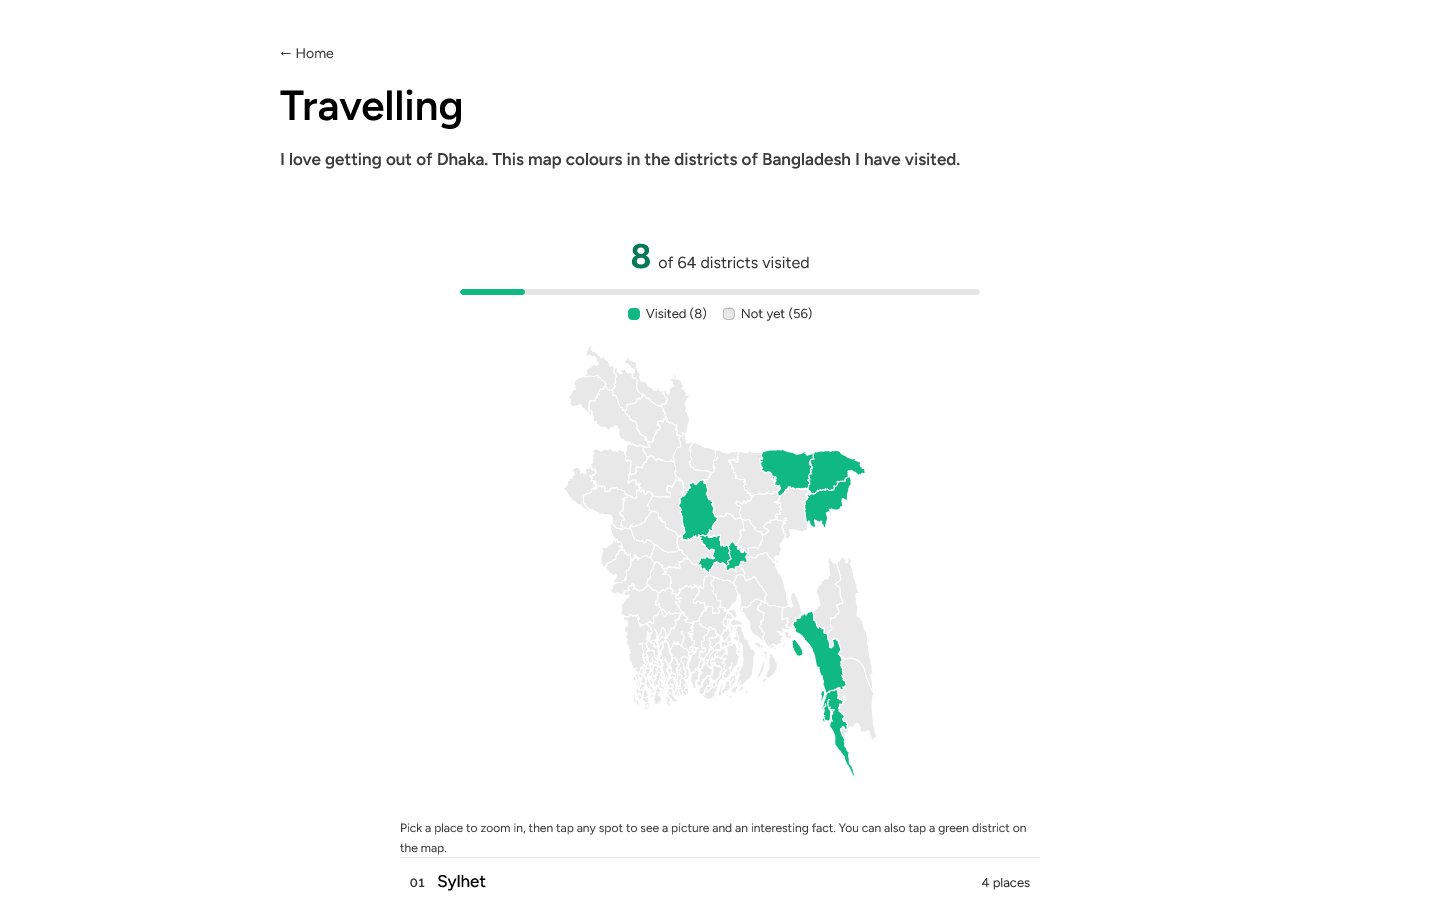 ← Home
Travelling
I love getting out of Dhaka. This map colours in the districts of Bangladesh I have visited.
8 of 64 districts visited
Visited (8) Not yet (56)
Pick a place to zoom in, then tap any spot to see a picture and an interesting fact. You can also tap a green district on
the map.
01 Sylhet 4 places